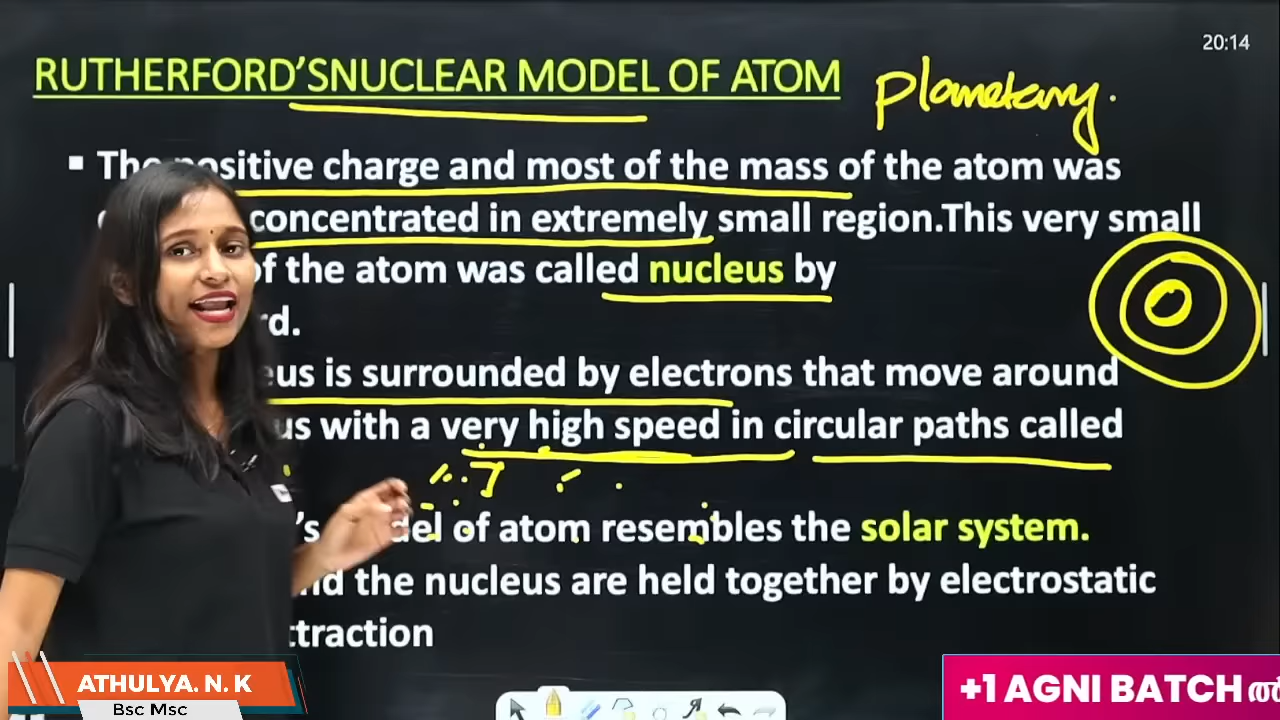 20:14
RUTHERFORD'SNUCLEAR MODEL OF ATOM
Planetary.
▪ The positive charge and most of the mass of the atom was
concentrated in extremely small region.This very small
of the atom was called nucleus by
rd.
eus is surrounded by electrons that move around
us with a very high speed in circular paths called
's model of atom resembles the solar system.
nd the nucleus are held together by electrostatic
ttraction
ATHULYA. N. K
Bsc Msc
+1 AGNI BATCH ൽ